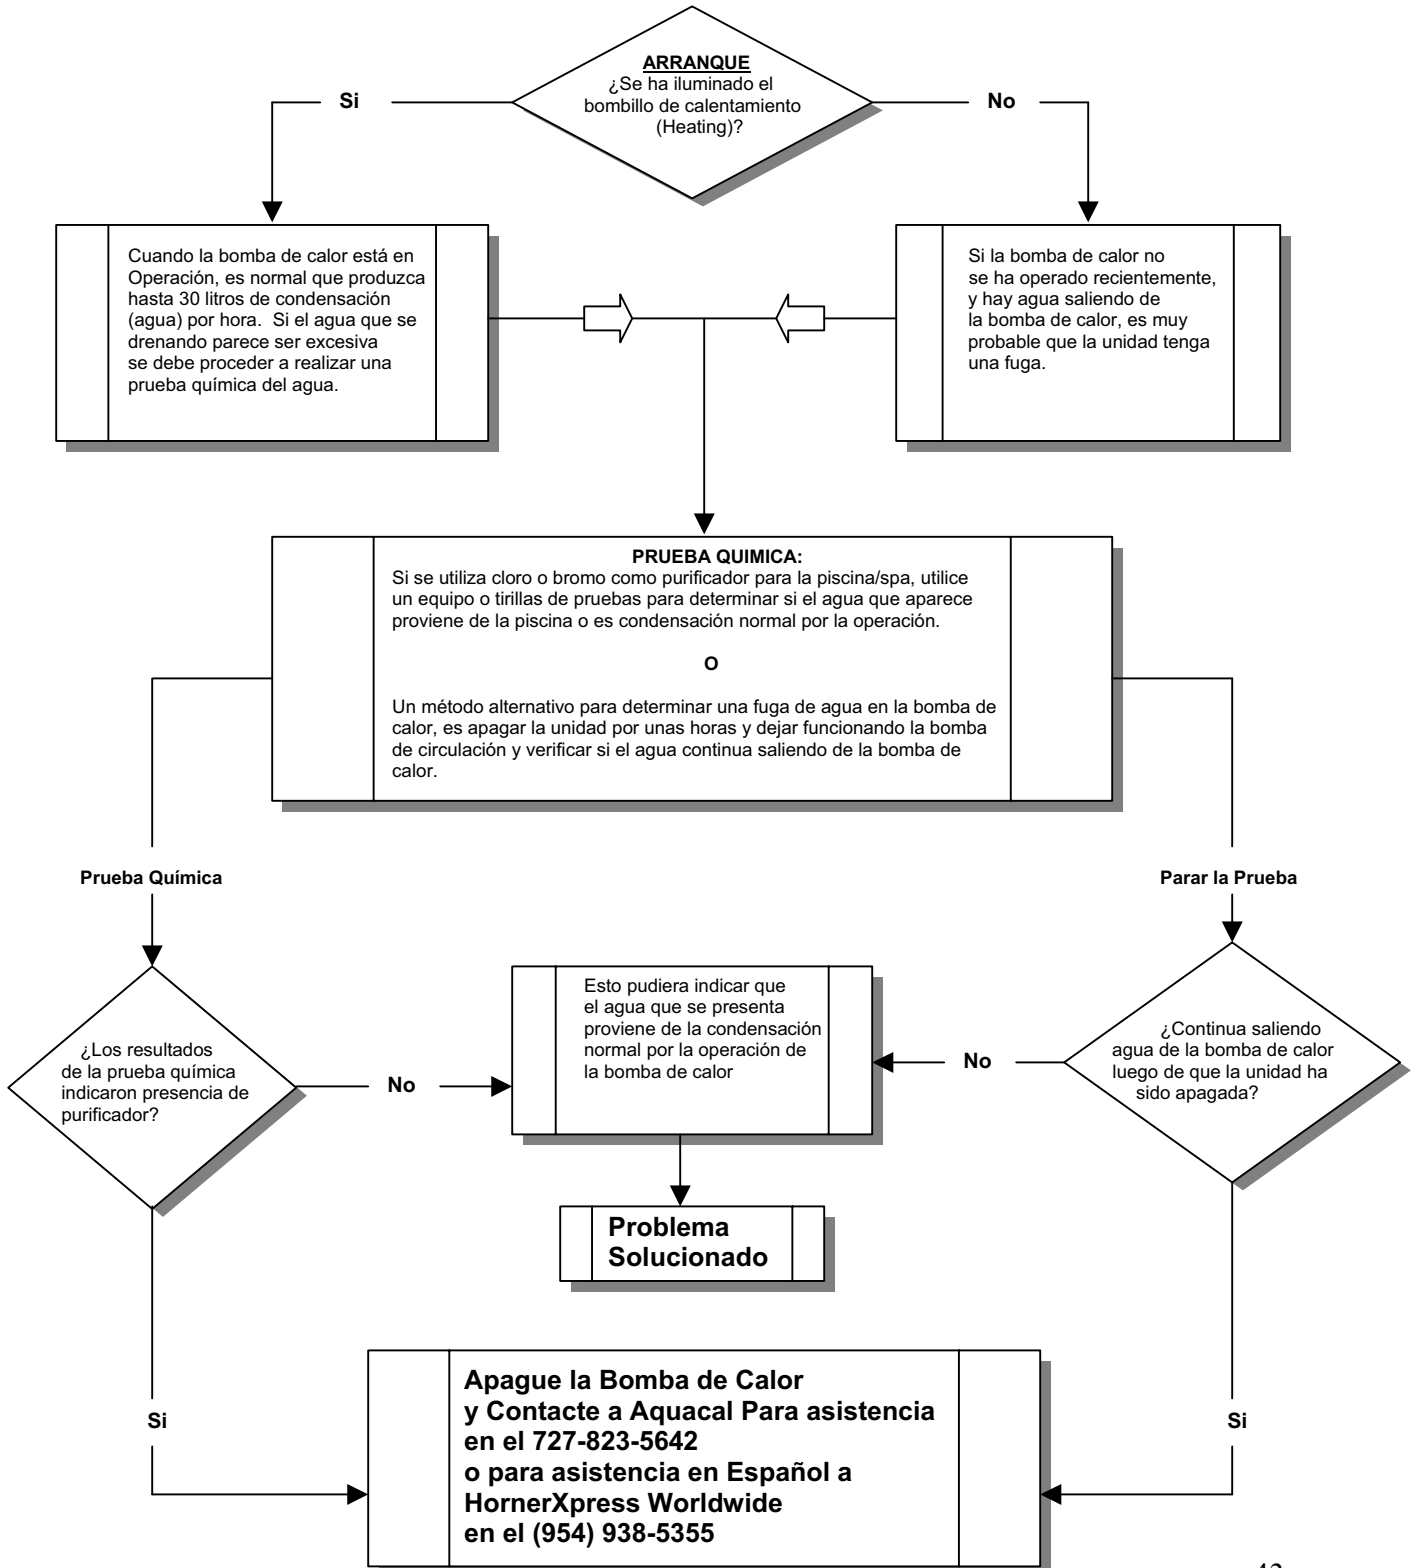 ARRANQUE
¿Se ha iluminado el
bombillo de calentamiento
(Heating)?
Si
No
Cuando la bomba de calor está en
Operación, es normal que produzca
hasta 30 litros de condensación
(agua) por hora. Si el agua que se
drenando parece ser excesiva
se debe proceder a realizar una
prueba química del agua.
Si la bomba de calor no
se ha operado recientemente,
y hay agua saliendo de
la bomba de calor, es muy
probable que la unidad tenga
una fuga.
PRUEBA QUIMICA:
Si se utiliza cloro o bromo como purificador para la piscina/spa, utilice
un equipo o tirillas de pruebas para determinar si el agua que aparece
proviene de la piscina o es condensación normal por la operación.
O
Un método alternativo para determinar una fuga de agua en la bomba de
calor, es apagar la unidad por unas horas y dejar funcionando la bomba
de circulación y verificar si el agua continua saliendo de la bomba de
calor.
Prueba Química
Parar la Prueba
¿Los resultados
de la prueba química
indicaron presencia de
purificador?
No
Esto pudiera indicar que
el agua que se presenta
proviene de la condensación
normal por la operación de
la bomba de calor
No
¿Continua saliendo
agua de la bomba de calor
luego de que la unidad ha
sido apagada?
Problema
Solucionado
Si
Si
Apague la Bomba de Calor
y Contacte a Aquacal Para asistencia
en el 727-823-5642
o para asistencia en Español a
HornerXpress Worldwide
en el (954) 938-5355